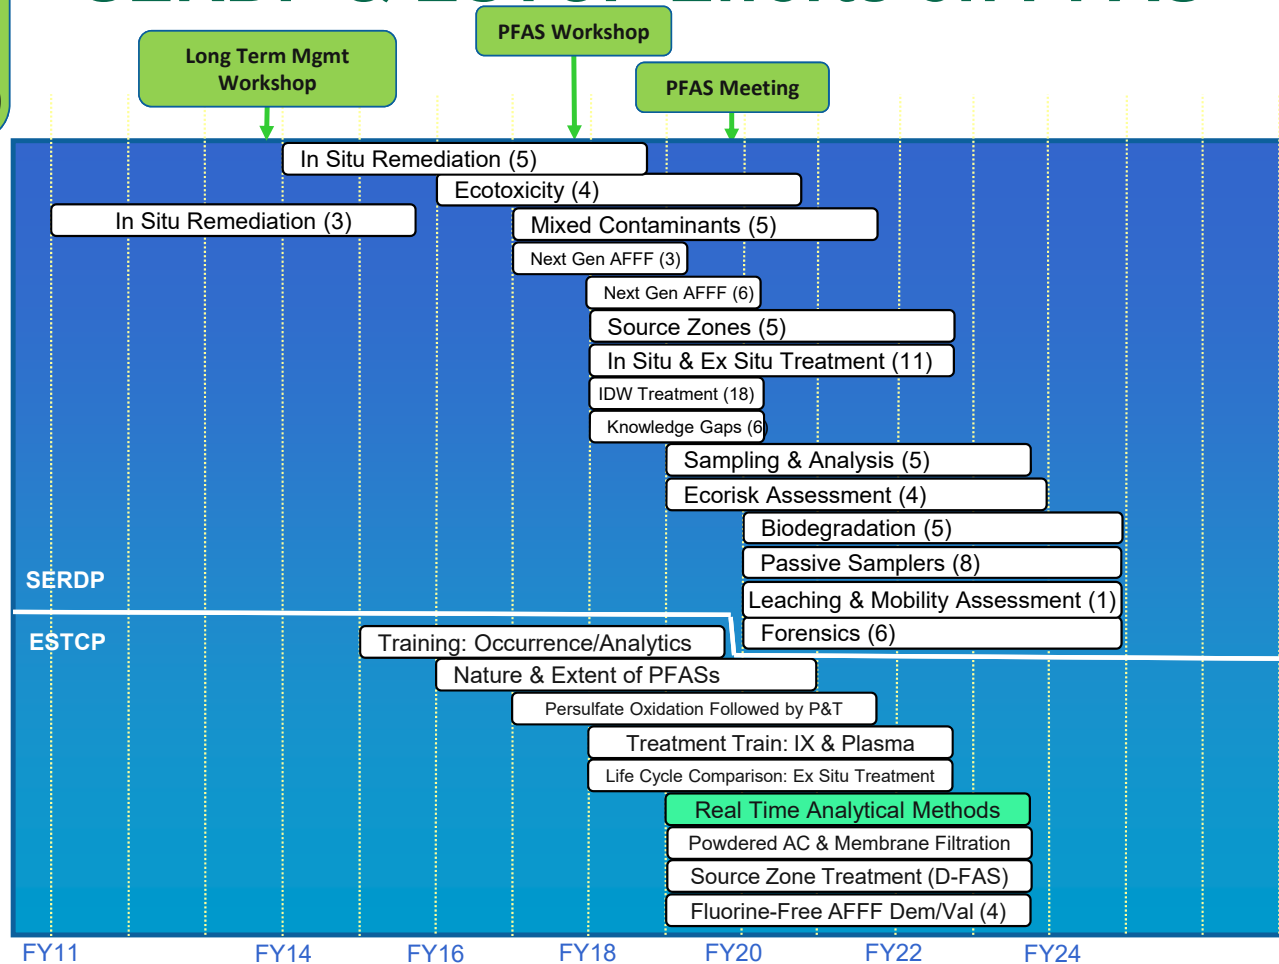 PFAS Workshop
Long Term Mgmt
Workshop
PFAS Meeting
In Situ Remediation (5)
Ecotoxicity (4)
In Situ Remediation (3)
Mixed Contaminants (5)
Next Gen AFFF (3)
Next Gen AFFF (6)
Source Zones (5)
In Situ & Ex Situ Treatment (11)
IDW Treatment (18)
Knowledge Gaps (6)
Sampling & Analysis (5)
Ecorisk Assessment (4)
Biodegradation (5)
Passive Samplers (8)
SERDP
Leaching & Mobility Assessment (1)
Forensics (6)
ESTCP
Training: Occurrence/Analytics
Nature & Extent of PFASs
Persulfate Oxidation Followed by P&T
Treatment Train: IX & Plasma
Life Cycle Comparison: Ex Situ Treatment
Real Time Analytical Methods
Powdered AC & Membrane Filtration
Source Zone Treatment (D-FAS)
Fluorine-Free AFFF Dem/Val (4)
FY11 FY14 FY16 FY18 FY20 FY22 FY24